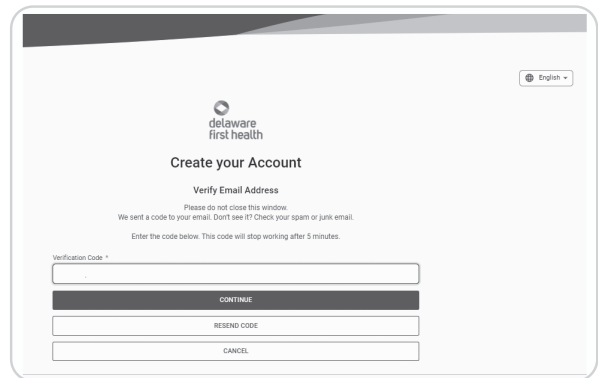 English
delaware
first health
Create your Account
Verify Email Address
Please do not close this window.
We sent a code to your email. Don't see it? Check your spam or junk email.
Enter the code below. This code will stop working after 5 minutes.
Verification Code *
CONTINUE
RESEND CODE
CANCEL